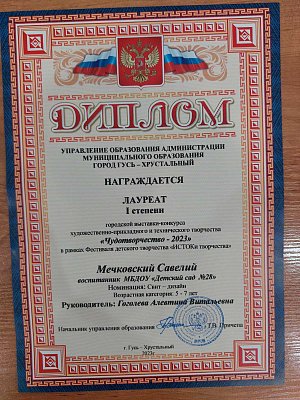 ДИПЛОМ
УПРАВЛЕНИЕ ОБРАЗОВАНИЯ АДМИНИСТРАЦИИ
МУНИЦИПАЛЬНОГО ОБРАЗОВАНИЯ
ГОРОД ГУСЬ – ХРУСТАЛЬНЫЙ
НАГРАЖДАЕТСЯ
ЛАУРЕАТ
I степени
городской выставки-конкурса
художественно-прикладного и технического творчества
«Чудотворчество - 2023»
в рамках Фестиваля детского творчества «ИСТОКи творчества»
Мечковский Савелий
воспитанник МБДОУ «Детский сад №28»
Номинация: Свит – дизайн
Возрастная категория: 5 – 7 лет
Руководитель: Гоголева Алевтина Витальевна
Начальник управления образования Т.В.
г. Гусь – Хрустальный
2023г.